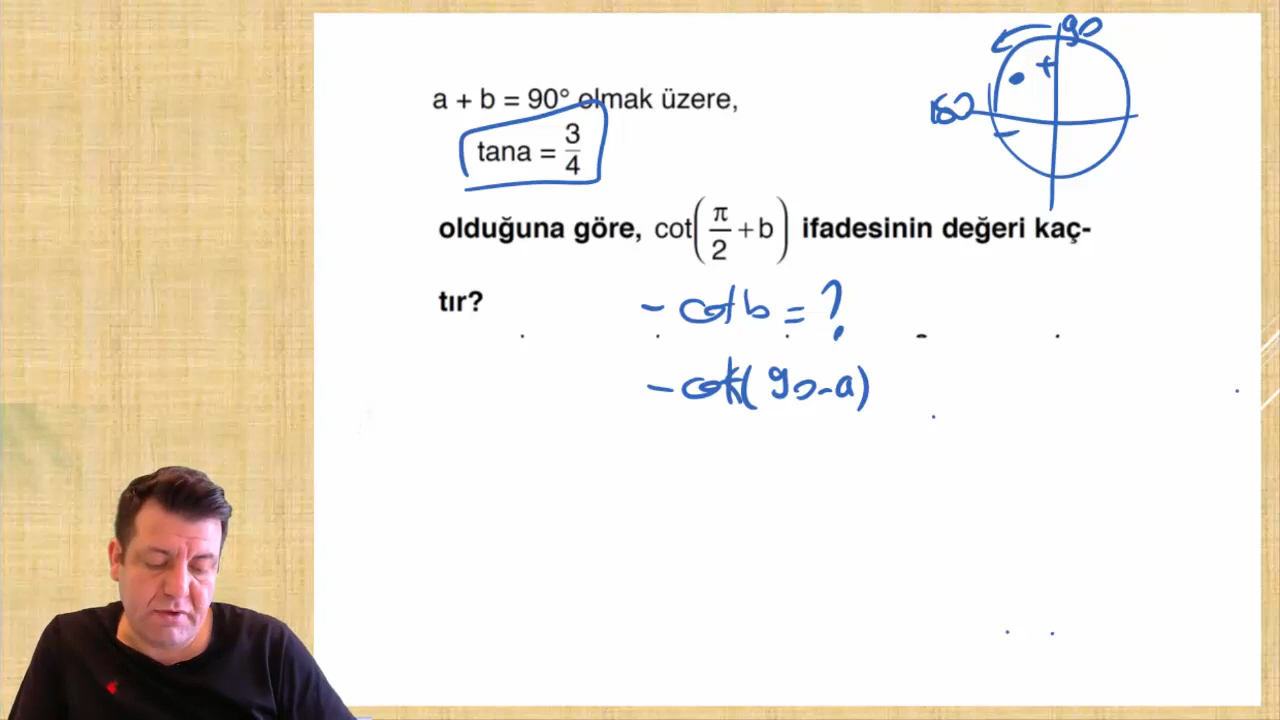 90
a + b = 90° olmak üzere,
+
180
-
tana = 3/4
olduğuna göre, cot(π/2 + b) ifadesinin değeri kaç-
tır?
- cot b = ?
- cot(90-a)